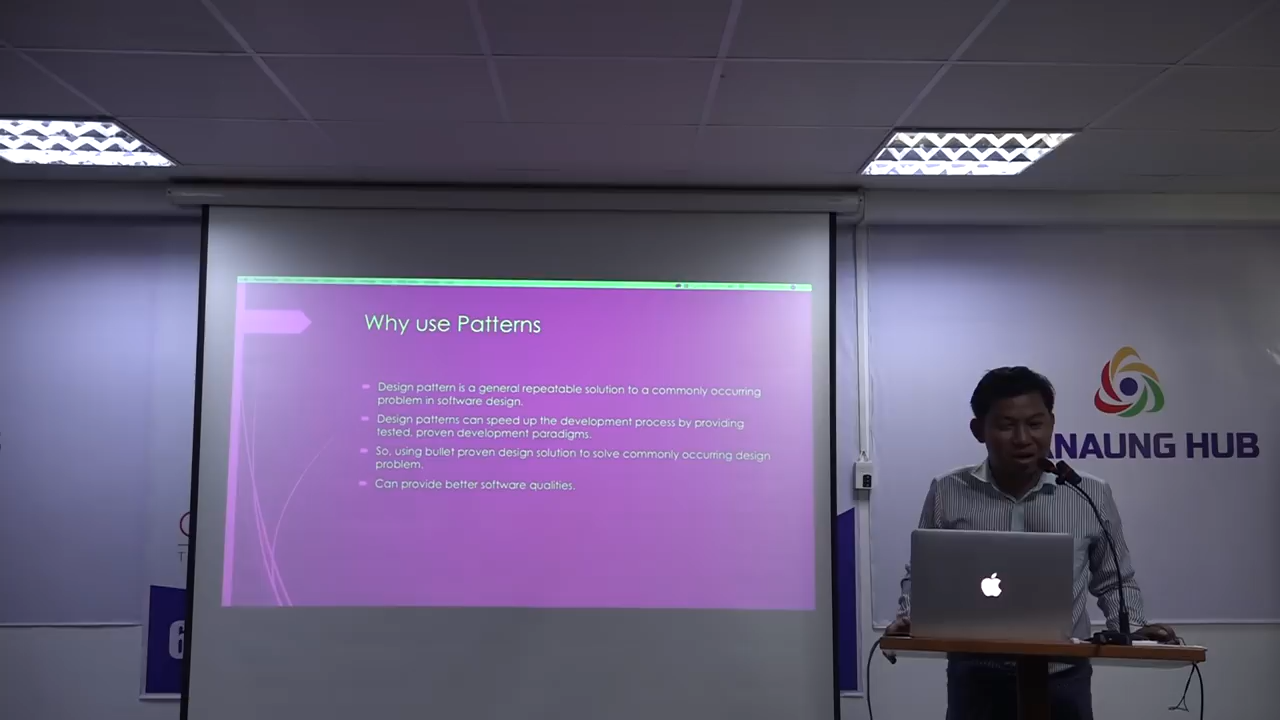 Why use Patterns
Design pattern is a general repeatable solution to a commonly occurring
problem in software design.
Design patterns can speed up the development process by providing
tested, proven development paradigms.
So, using bullet proven design solution to solve commonly occurring design
problem.
Can provide better software qualities.
ANAUNG HUB
6